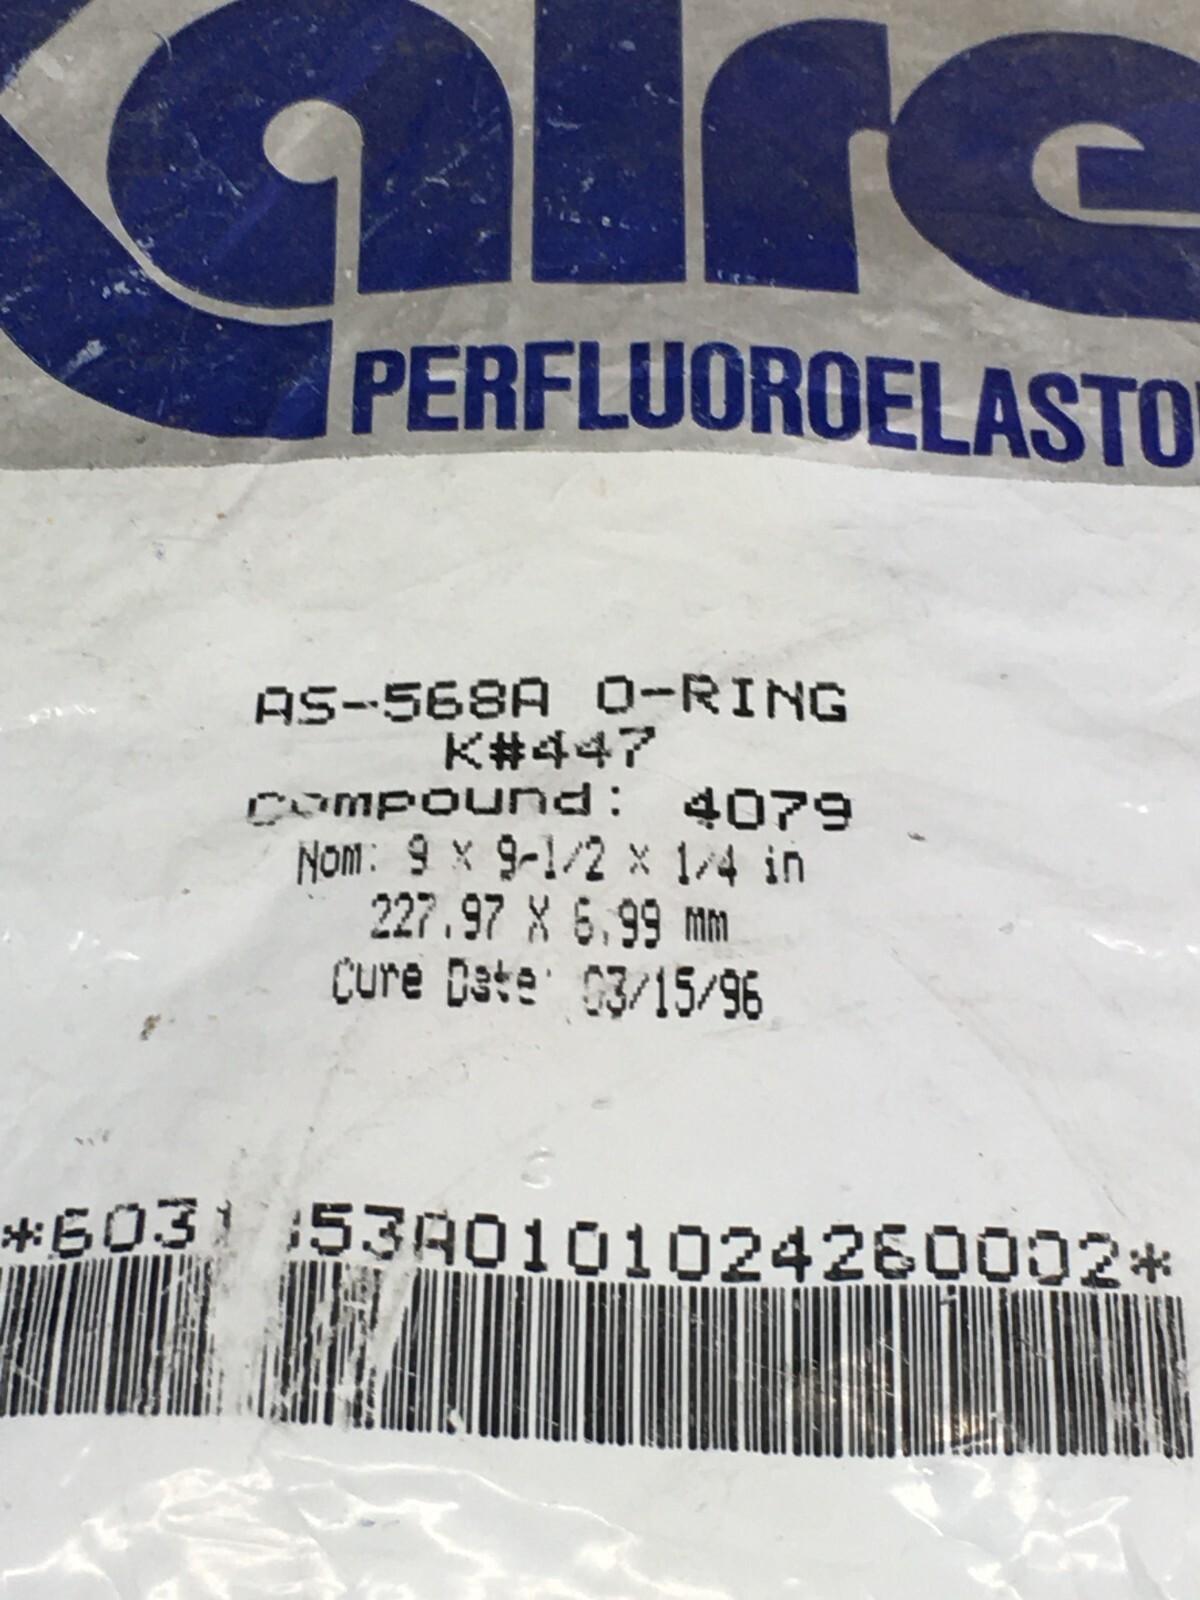 Kalre
PERFLUOROELASTO
AS-568A O-RING
K#447
Compound: 4079
Nom: 9 X 9-1/2 X 1/4 in
227.97 X 6.99 mm
Cure Date: 03/15/96